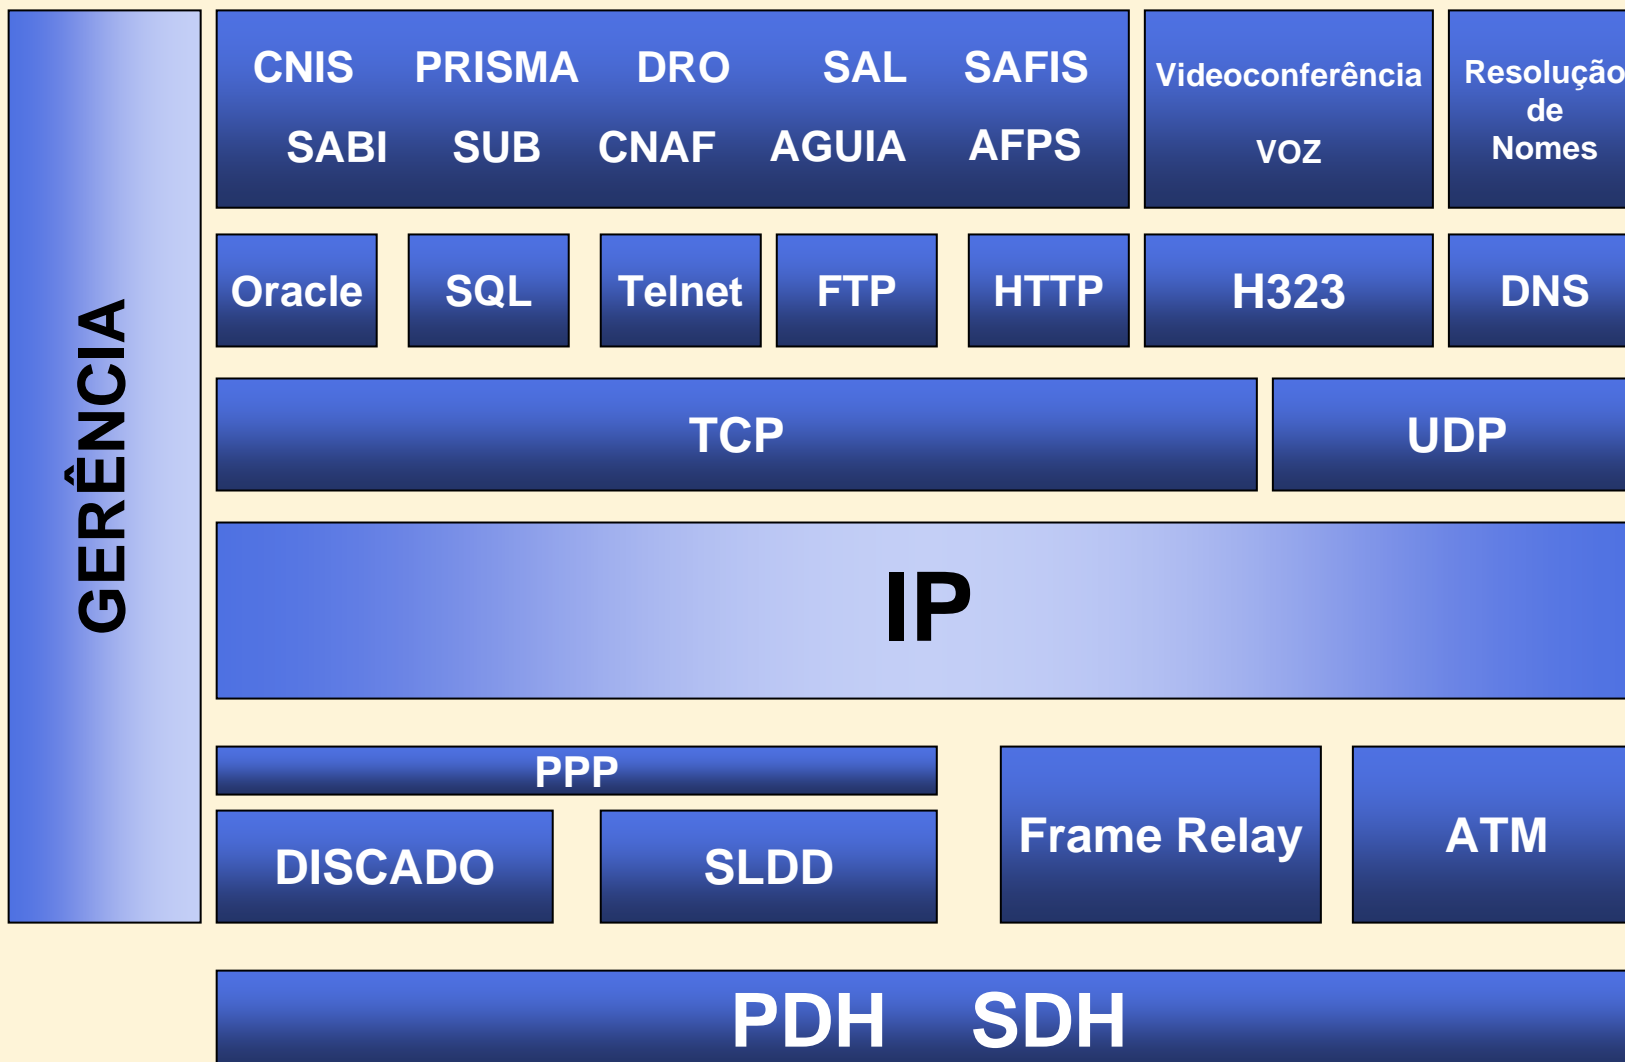 GERÊNCIA
CNIS PRISMA DRO SAL SAFIS
SABI SUB CNAF AGUIA AFPS
Videoconferência
VOZ
Resolução
de
Nomes
Oracle
SQL
Telnet
FTP
HTTP
H323
DNS
TCP
UDP
IP
PPP
DISCADO
SLDD
Frame Relay
ATM
PDH SDH